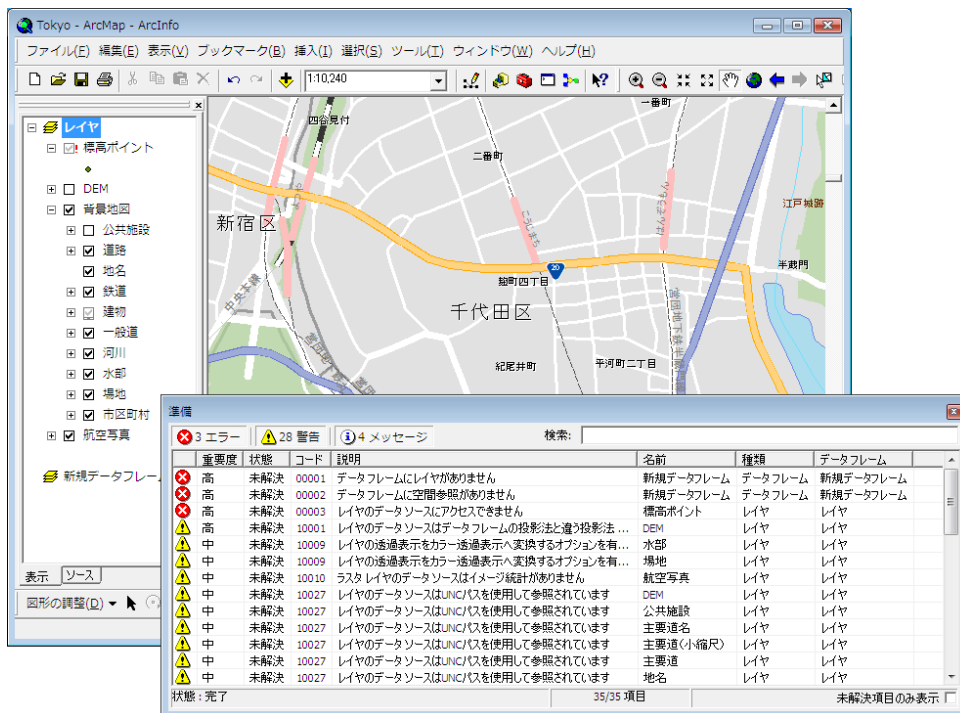 Tokyo - ArcMap - ArcInfo
ファイル(F) 編集(E) 表示(V) ブックマーク(B) 挿入(I) 選択(S) ツール(T) ウィンドウ(W) ヘルプ(H)
1:10,240
レイヤ
標高ポイント
DEM
背景地図
公共施設
道路
地名
鉄道
建物
一般道
河川
水部
場地
市区町村
航空写真
新規データフレーム
表示 ソース
図形の調整(D)
一番町
四谷見付
二番町
新宿区
こうじまち
はんぞうもん
江戸城跡
20
半蔵門
麹町四丁目
中央本線
千代田区
営団地下鉄半蔵門線
紀尾井町
平河町二丁目
準備
3 エラー 28 警告 4 メッセージ 検索:
重要度 状態 コード 説明 名前 種類 データフレーム
高 未解決 00001 データフレームにレイヤがありません 新規データフレーム データフレーム 新規データフレーム
高 未解決 00002 データフレームに空間参照がありません 新規データフレーム データフレーム 新規データフレーム
高 未解決 00003 レイヤのデータソースにアクセスできません 標高ポイント レイヤ レイヤ
高 未解決 10001 レイヤのデータソースはデータフレームの投影法と違う投影法 ... DEM レイヤ レイヤ
中 未解決 10009 レイヤの透過表示をカラー透過表示へ変換するオプションを有... 水部 レイヤ レイヤ
中 未解決 10009 レイヤの透過表示をカラー透過表示へ変換するオプションを有... 場地 レイヤ レイヤ
中 未解決 10010 ラスタ レイヤのデータソースはイメージ統計がありません 航空写真 レイヤ レイヤ
中 未解決 10027 レイヤのデータソースはUNCパスを使用して参照されています DEM レイヤ レイヤ
中 未解決 10027 レイヤのデータソースはUNCパスを使用して参照されています 公共施設 レイヤ レイヤ
中 未解決 10027 レイヤのデータソースはUNCパスを使用して参照されています 主要道名 レイヤ レイヤ
中 未解決 10027 レイヤのデータソースはUNCパスを使用して参照されています 主要道(小縮尺) レイヤ レイヤ
中 未解決 10027 レイヤのデータソースはUNCパスを使用して参照されています 主要道 レイヤ レイヤ
中 未解決 10027 レイヤのデータソースはUNCパスを使用して参照されています 地名 レイヤ レイヤ
状態 : 完了 35/35 項目 未解決項目のみ表示